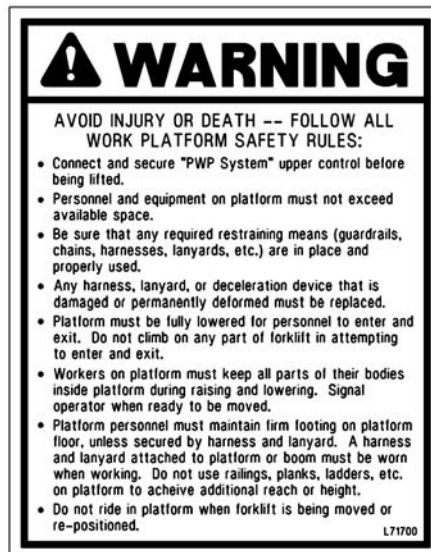 WARNING
AVOID INJURY OR DEATH -- FOLLOW ALL
WORK PLATFORM SAFETY RULES:
• Connect and secure "PWP System" upper control before
being lifted.
• Personnel and equipment on platform must not exceed
available space.
• Be sure that any required restraining means (guardrails,
chains, harnesses, lanyards, etc.) are in place and
properly used.
• Any harness, lanyard, or deceleration device that is
damaged or permanently deformed must be replaced.
• Platform must be fully lowered for personnel to enter and
exit. Do not climb on any part of forklift in attempting
to enter and exit.
• Workers on platform must keep all parts of their bodies
inside platform during raising and lowering. Signal
operator when ready to be moved.
• Platform personnel must maintain firm footing on platform
floor, unless secured by harness and lanyard. A harness
and lanyard attached to platform or boom must be worn
when working. Do not use railings, planks, ladders, etc.
on platform to acheive additional reach or height.
• Do not ride in platform when forklift is being moved or
re-positioned.
L71700